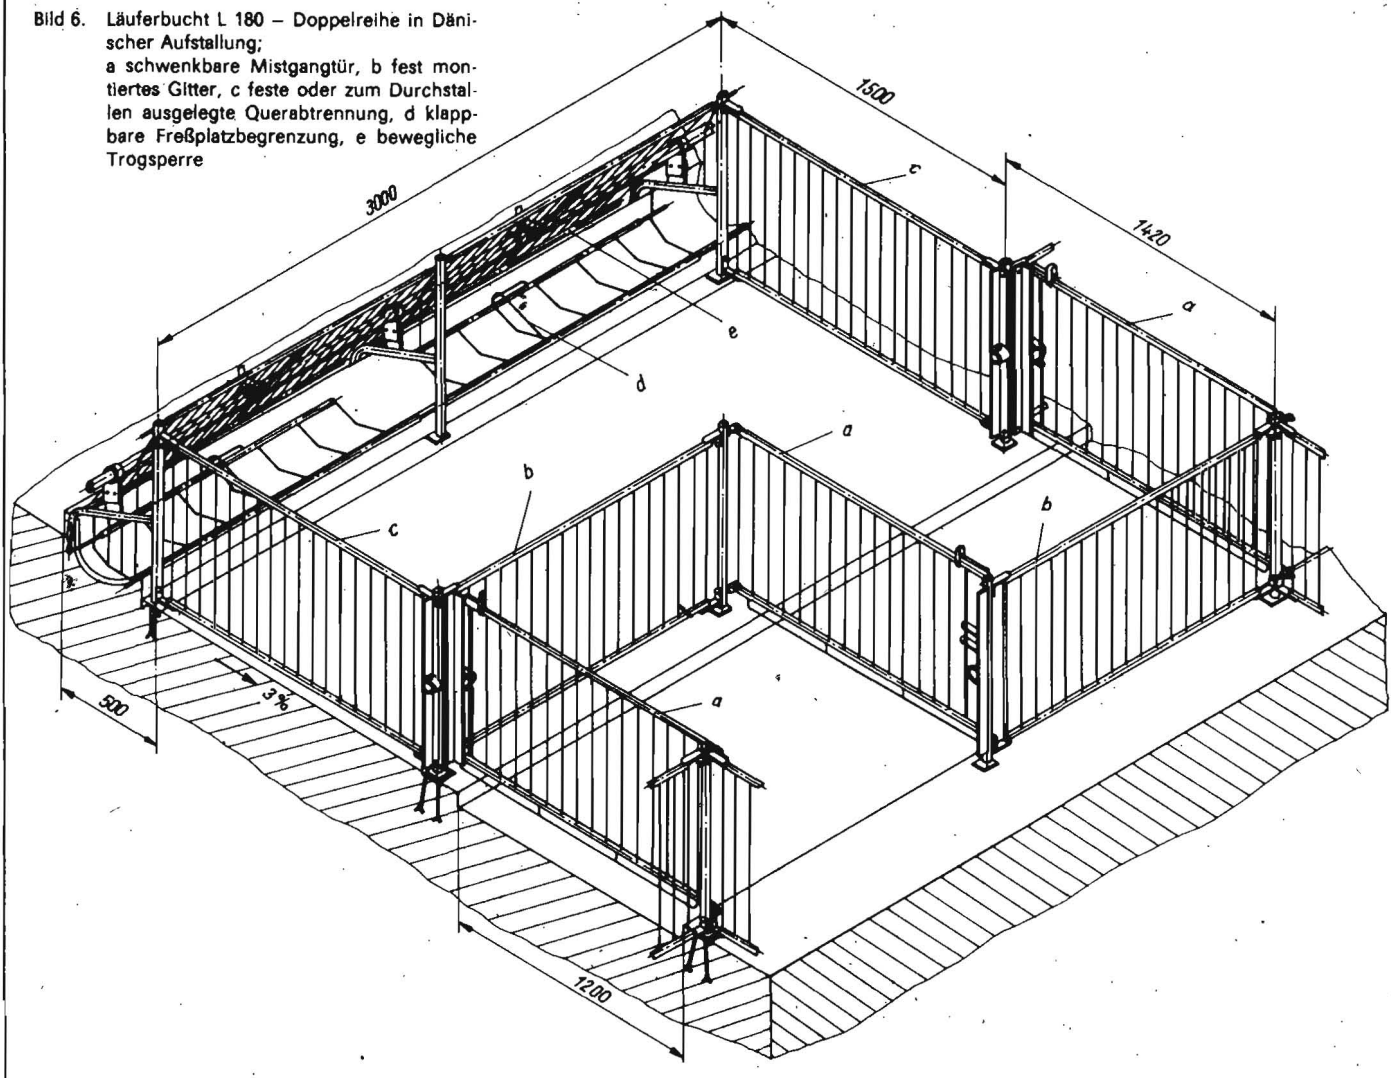 Bild 6. Läuferbucht L 180 – Doppelreihe in Däni-
scher Aufstallung;
a schwenkbare Mistgangtür, b fest mon-
tiertes Gitter, c feste oder zum Durchstal-
len ausgelegte Querabtrennung, d klapp-
bare Freßplatzbegrenzung, e bewegliche
Trogsperre
1500
c
3000
1420
a
e
d
a
b
b
c
a
3%
500
1200